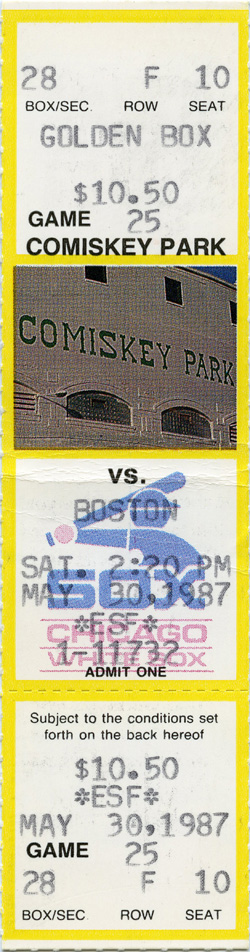 28 F 10
BOX/SEC. ROW SEAT
GOLDEN BOX
$10.50
GAME 25
COMISKEY PARK
COMISKEY PARK
VS.
BOSTON
SAT. 2:20 PM
SOX
MAY 30,1987
*ESF*
CHICAGO
1-11732
WHITE SOX
ADMIT ONE
Subject to the conditions set
forth on the back hereof
$10.50
*ESF*
MAY 30,1987
GAME 25
28 F 10
BOX/SEC. ROW SEAT